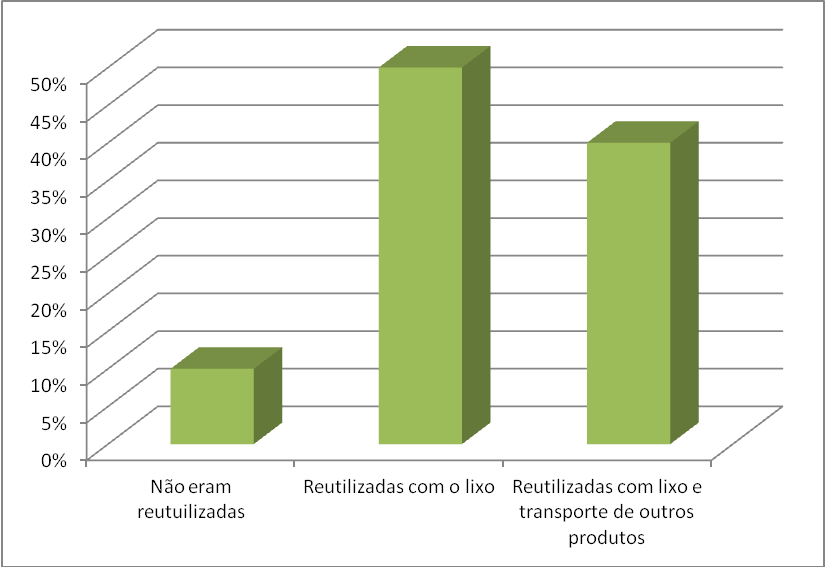 50%
45%
40%
35%
30%
25%
20%
15%
10%
5%
0%
Não eram
reutuilizadas
Reutilizadas com o lixo
Reutilizadas com lixo e
transporte de outros
produtos